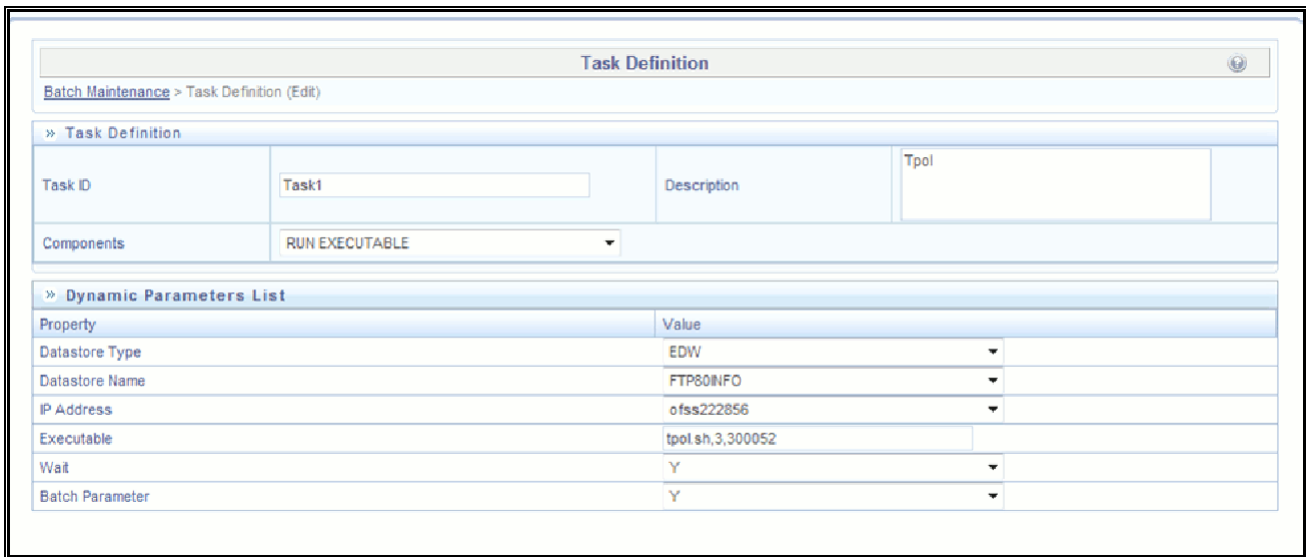 Task Definition
Batch Maintenance > Task Definition (Edit)
» Task Definition
Task ID Task1 Description Tpol
Components RUN EXECUTABLE
» Dynamic Parameters List
Property Value
Datastore Type EDW
Datastore Name FTP80INFO
IP Address ofss222856
Executable tpol.sh,3,300052
Wait Y
Batch Parameter Y